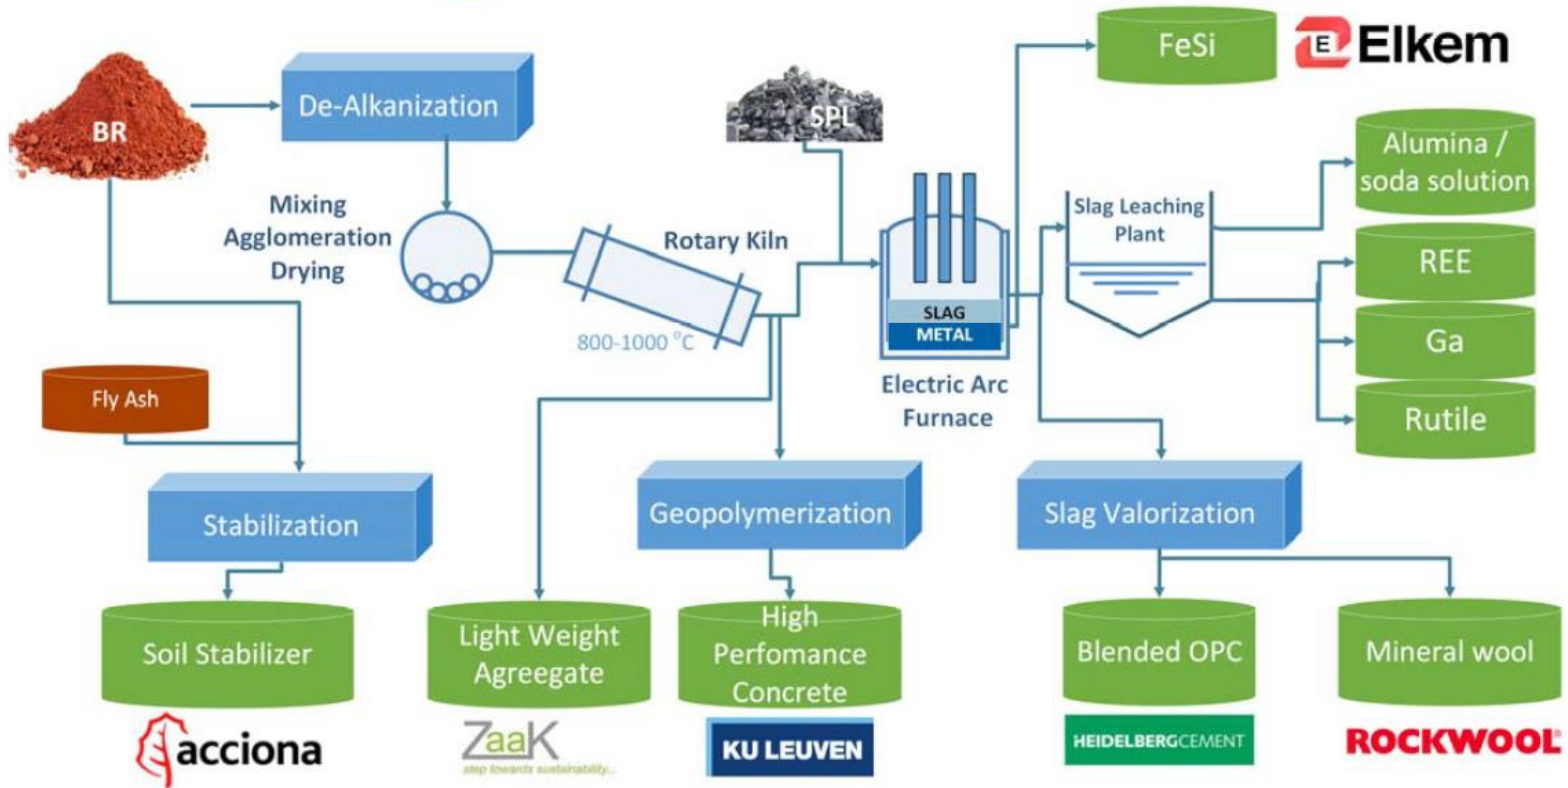 FeSi
E Elkem
BR
De-Alkanization
SPL
Alumina /
soda solution
Mixing
Agglomeration
Drying
Rotary Kiln
Slag Leaching
Plant
REE
SLAG
METAL
800-1000 °C
Ga
Electric Arc
Furnace
Fly Ash
Rutile
Stabilization
Geopolymerization
Slag Valorization
Soil Stabilizer
Light Weight
Agreegate
High
Perfomance
Concrete
Blended OPC
Mineral wool
acciona
ZaaK
step towards sustainability...
KU LEUVEN
HEIDELBERGCEMENT
ROCKWOOL®